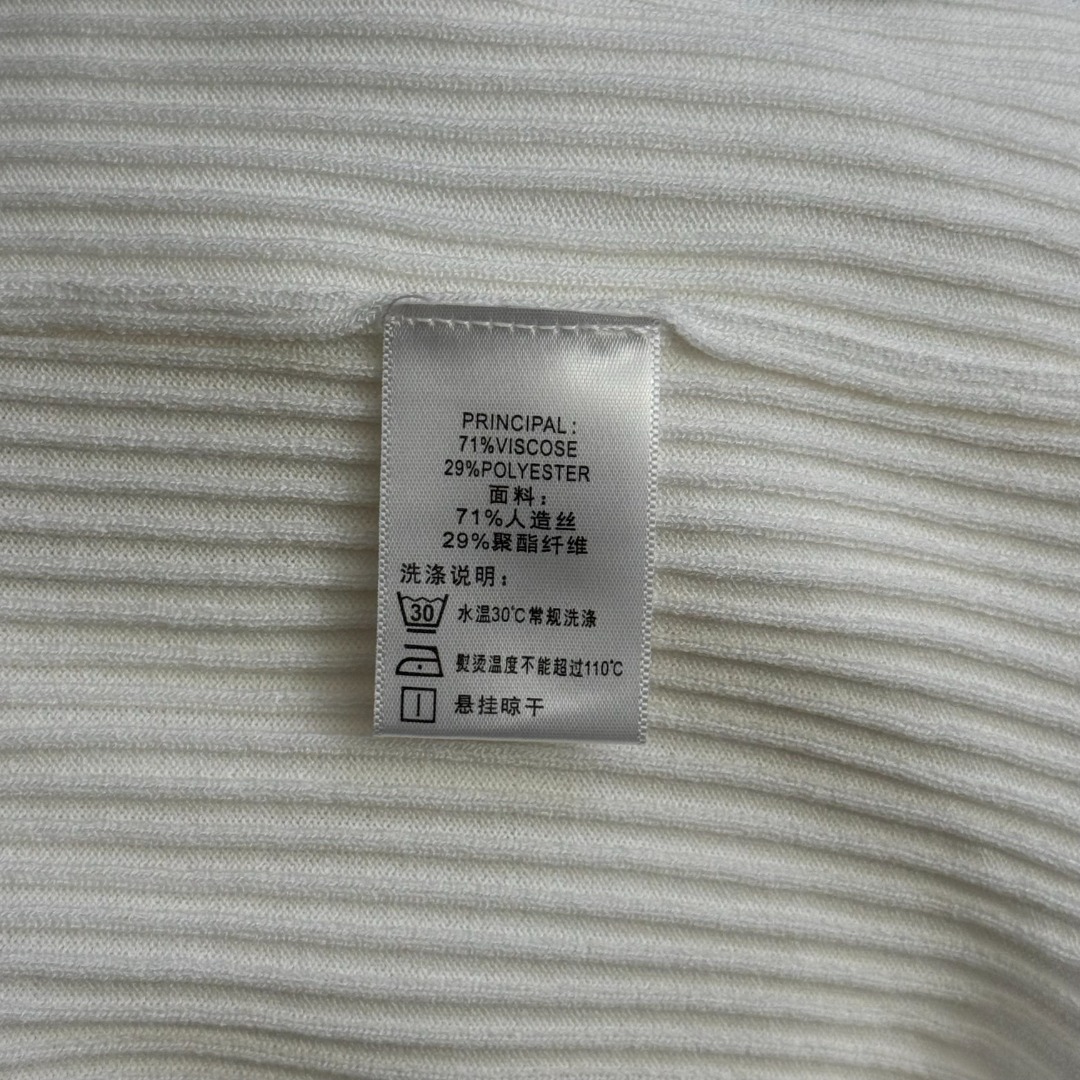 PRINCIPAL:
71%VISCOSE
29%POLYESTER
面料：
71%人造丝
29%聚酯纤维
洗涤说明：
30 水温30℃常规洗涤
熨烫温度不能超过110℃
悬挂晾干